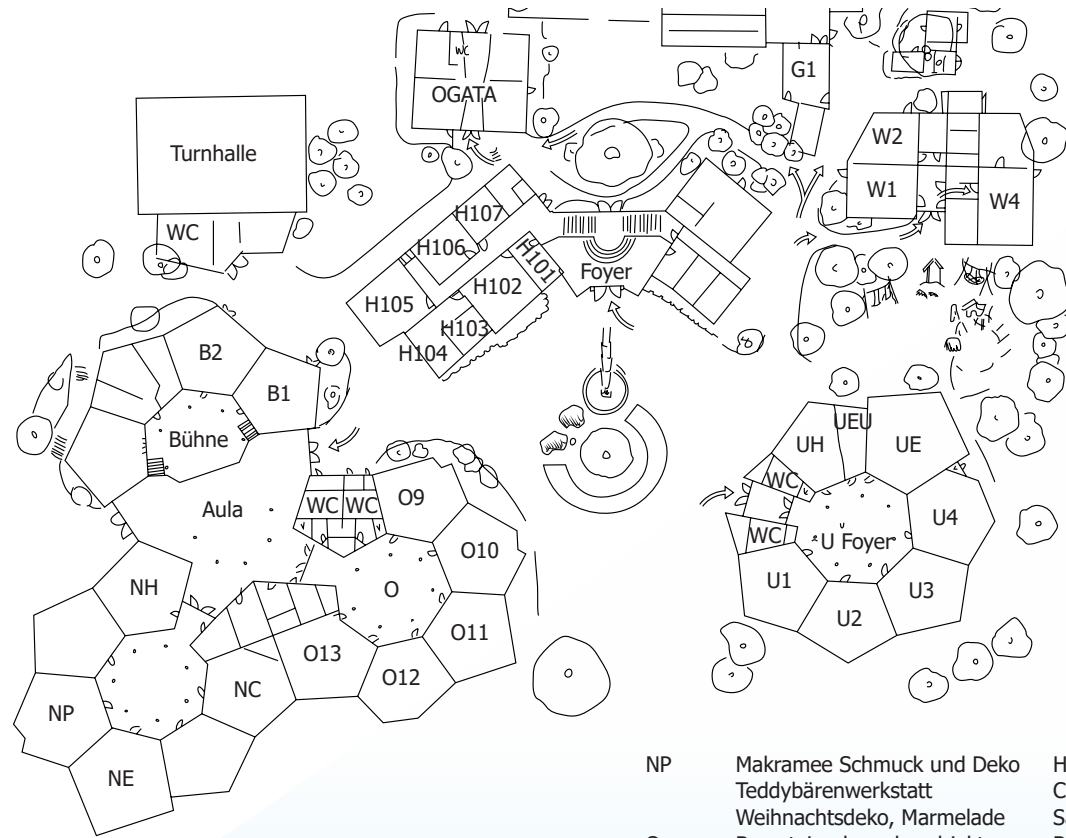 WC
OGATA
G1
Turnhalle
W2
W1
W4
WC
H107
H106
H101
Foyer
H105
H102
H103
H104
B2
B1
Bühne
UEU
UH
UE
WC
WC WC
O9
Aula
U4
WC
U Foyer
O10
NH
O
U1
U3
U2
O11
O13
O12
NC
NP
NE
NP Makramee Schmuck und Deko
Teddybärenwerkstatt
Weihnachtsdeko, Marmelade